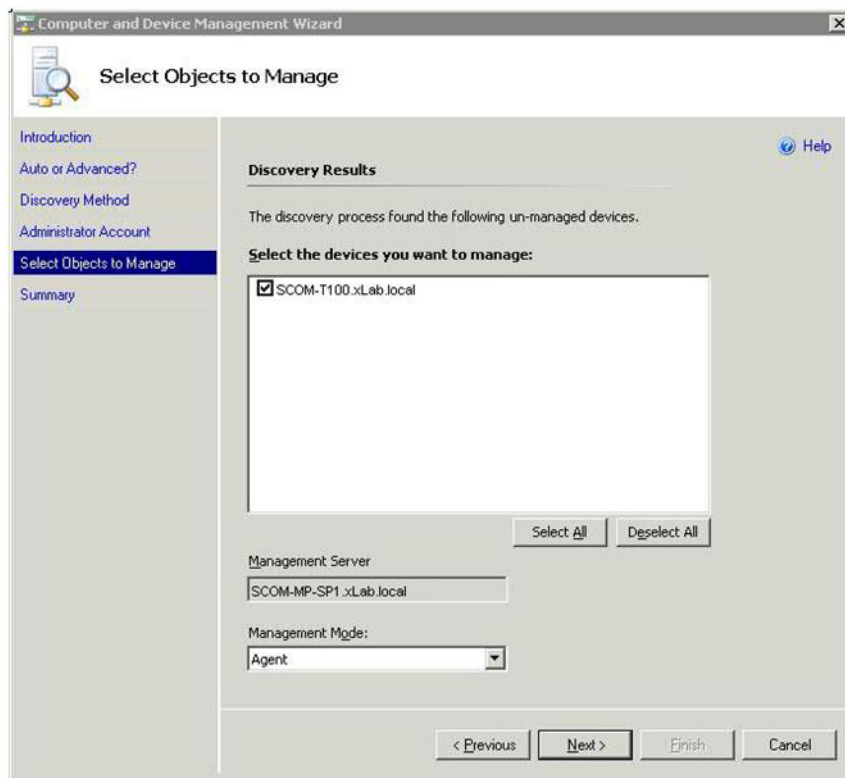 Computer and Device Management Wizard
Select Objects to Manage
Introduction
Auto or Advanced?
Discovery Method
Administrator Account
Select Objects to Manage
Summary
Help
Discovery Results
The discovery process found the following un-managed devices.
Select the devices you want to manage:
SCOM-T100.xLab.local
Select All
Deselect All
Management Server
SCOM-MP-SP1.xLab.local
Management Mode:
Agent
< Previous
Next >
Finish
Cancel